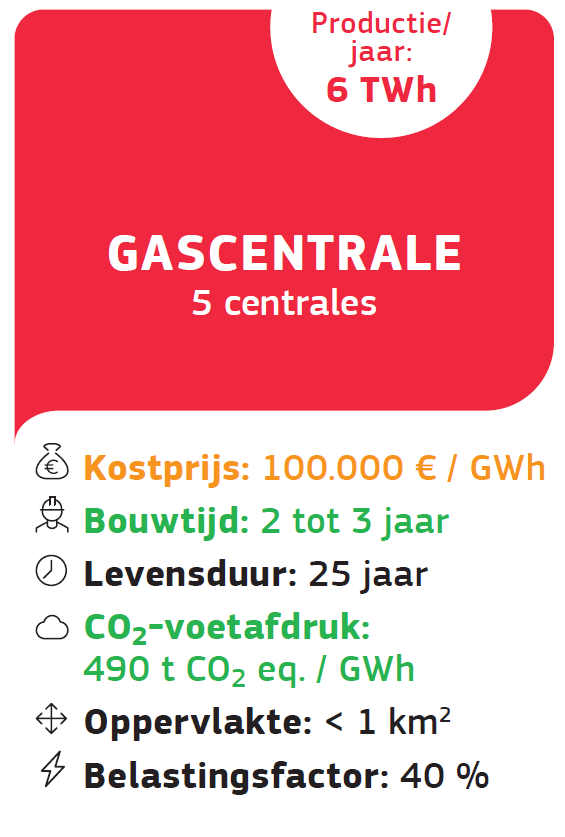 Productie/
jaar:
6 TWh
GASCENTRALE
5 centrales
Kostprijs: 100.000 € / GWh
Bouwtijd: 2 tot 3 jaar
Levensduur: 25 jaar
CO₂-voetafdruk:
490 t CO₂ eq. / GWh
Oppervlakte: < 1 km²
Belastingsfactor: 40 %